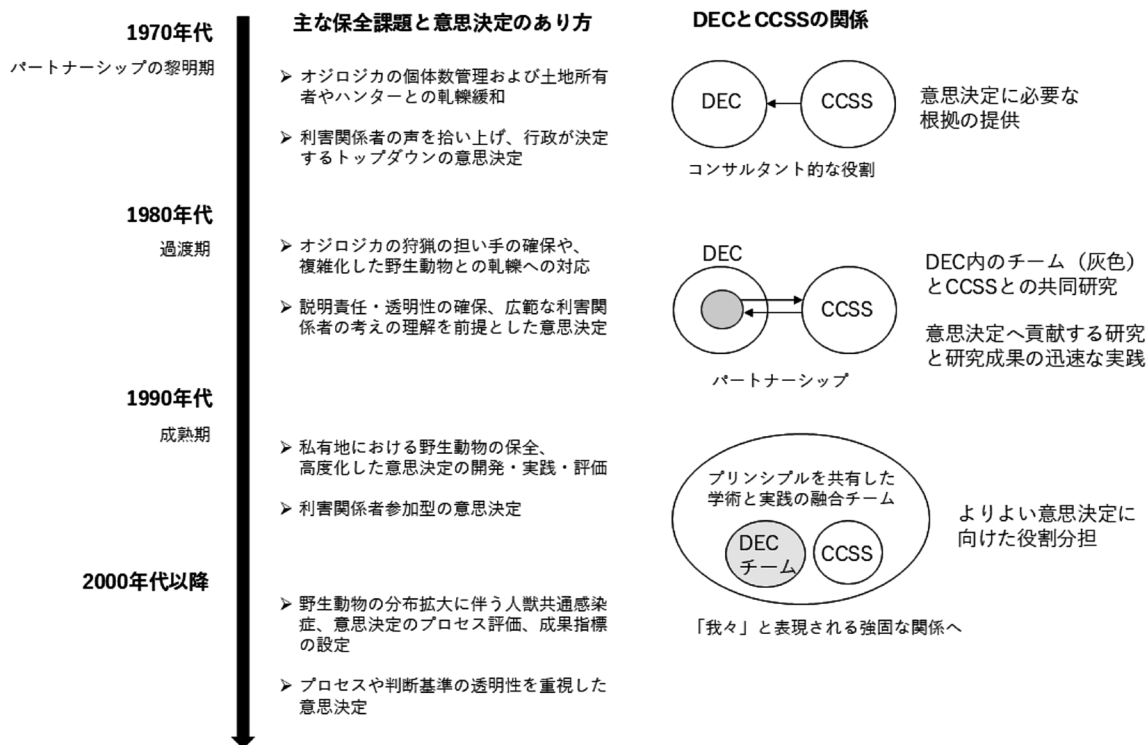 主な保全課題と意思決定のあり方
DECとCCSSの関係
1970年代
パートナーシップの黎明期
➢ オジロジカの個体数管理および土地所有
者やハンターとの軋轢緩和
➢ 利害関係者の声を拾い上げ、行政が決定
するトップダウンの意思決定
DEC
CCSS
コンサルタント的な役割
意思決定に必要な
根拠の提供
1980年代
過渡期
➢ オジロジカの狩猟の担い手の確保や、
複雑化した野生動物との軋轢への対応
➢ 説明責任・透明性の確保、広範な利害関
係者の考えの理解を前提とした意思決定
DEC
CCSS
パートナーシップ
DEC内のチーム（灰色）
とCCSSとの共同研究
意思決定へ貢献する研究
と研究成果の迅速な実践
1990年代
成熟期
➢ 私有地における野生動物の保全、
高度化した意思決定の開発・実践・評価
➢ 利害関係者参加型の意思決定
プリンシプルを共有した
学術と実践の融合チーム
DEC
チーム
CCSS
「我々」と表現される強固な関係へ
よりよい意思決定に
向けた役割分担
2000年代以降
➢ 野生動物の分布拡大に伴う人獣共通感染
症、意思決定のプロセス評価、成果指標
の設定
➢ プロセスや判断基準の透明性を重視した
意思決定